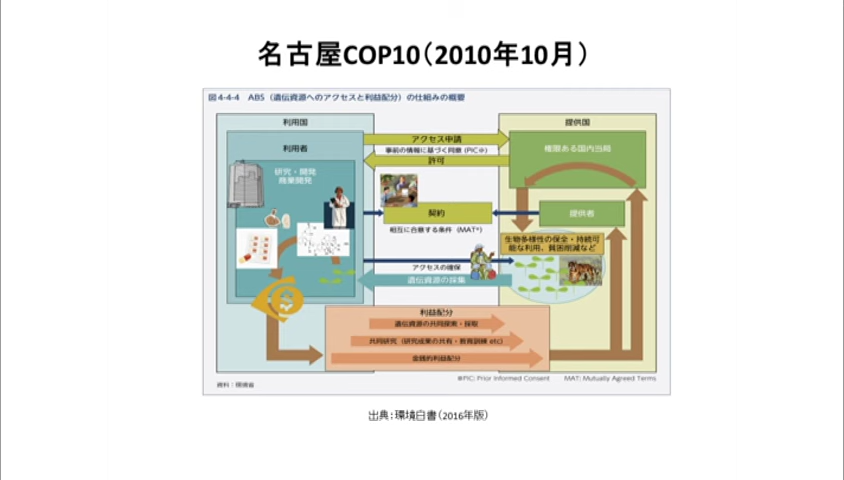 名古屋COP10（2010年10月）
図4-4-4　ABS（遺伝資源へのアクセスと利益配分）の仕組みの概要
利用国
提供国
利用者
研究・開発
商業開発
アクセス申請
事前の情報に基づく同意 (PIC※)
許可
権限ある国内当局
契約
相互に合意する条件（MAT*）
提供者
生物多様性の保全・持続可
能な利用、貧困削減など
アクセスの確保
遺伝資源の採集
利益配分
遺伝資源の共同探索・採取
共同研究（研究成果の共有・教育訓練 etc）
金銭的利益配分
※PIC: Prior Informed Consent　MAT: Mutually Agreed Terms
資料：環境省
出典：環境白書（2016年版）